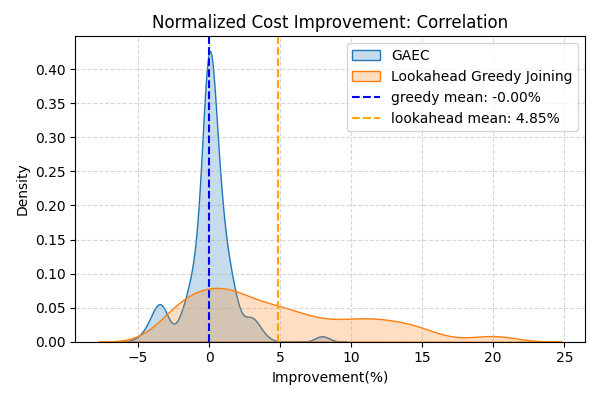 Normalized Cost Improvement: Correlation
GAEC
Lookahead Greedy Joining
greedy mean: -0.00%
lookahead mean: 4.85%
Density
0.40
0.35
0.30
0.25
0.20
0.15
0.10
0.05
0.00
−5 0 5 10 15 20 25
Improvement(%)